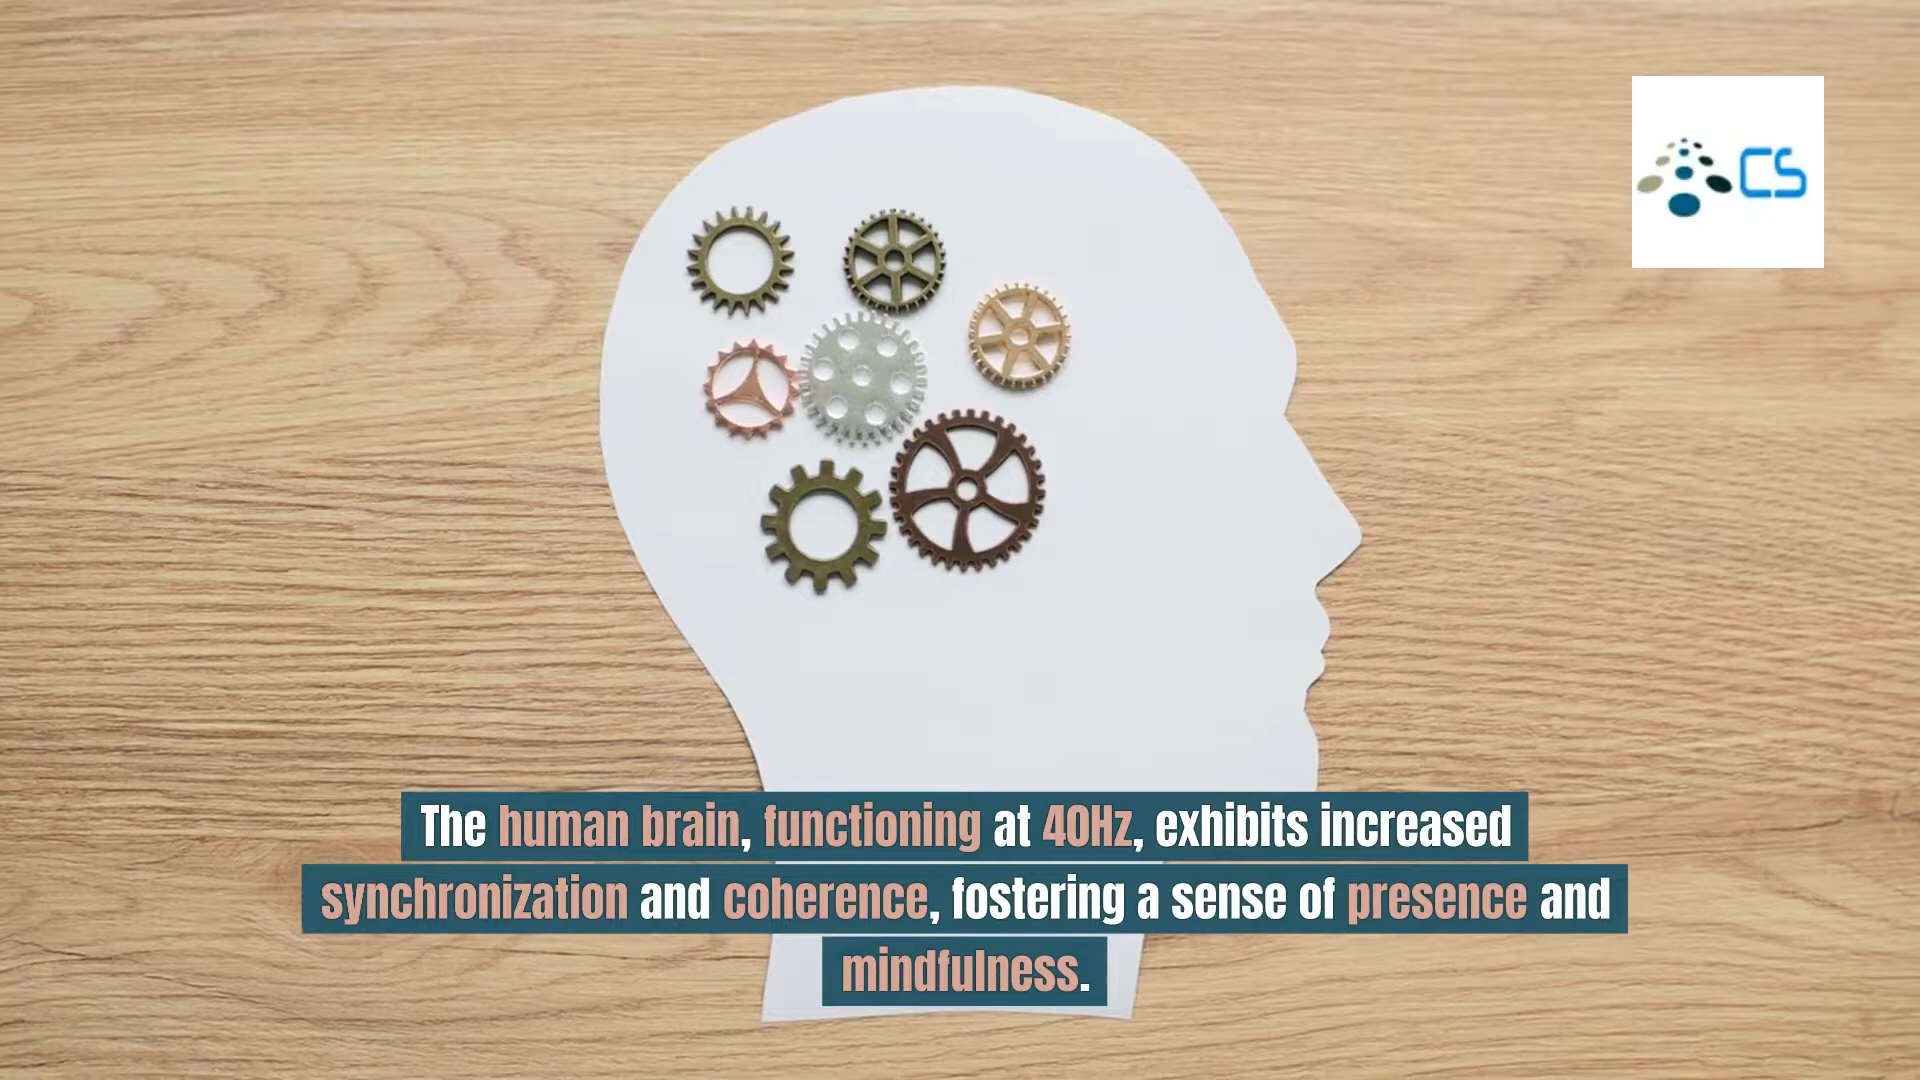 CS
The human brain, functioning at 40Hz, exhibits increased
synchronization and coherence, fostering a sense of presence and
mindfulness.